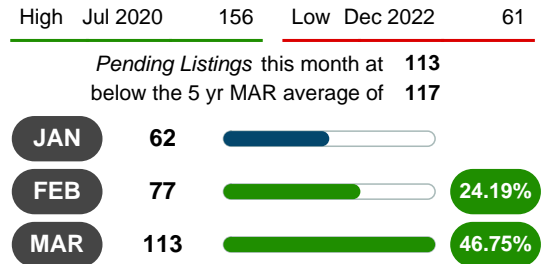 High Jul 2020 156 Low Dec 2022 61
Pending Listings this month at 113
below the 5 yr MAR average of 117
JAN 62
FEB 77 24.19%
MAR 113 46.75%